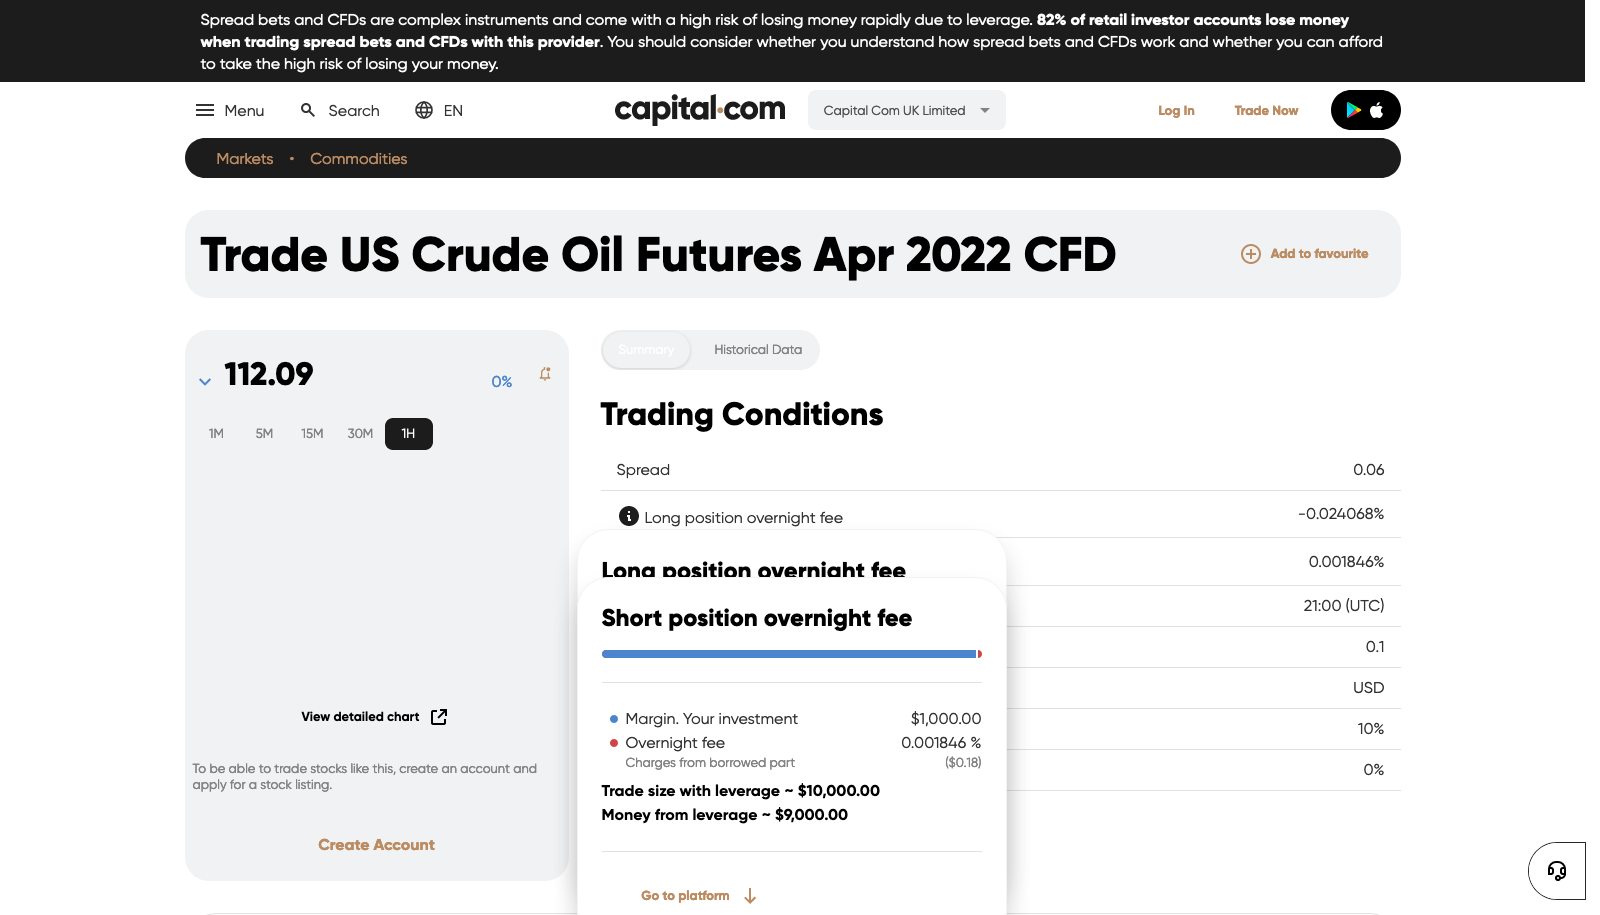 Spread bets and CFDs are complex instruments and come with a high risk of losing money rapidly due to leverage. 82% of retail investor accounts lose money
when trading spread bets and CFDs with this provider. You should consider whether you understand how spread bets and CFDs work and whether you can afford
to take the high risk of losing your money.
Menu Search EN capital.com Capital Com UK Limited Log In Trade Now
Markets • Commodities
Trade US Crude Oil Futures Apr 2022 CFD Add to favourite
112.09 0%
1M 5M 15M 30M 1H
View detailed chart
To be able to trade stocks like this, create an account and
apply for a stock listing.
Create Account
Summary Historical Data
Trading Conditions
Spread 0.06
Long position overnight fee -0.024068%
0.001846%
21:00 (UTC)
0.1
USD
10%
0%
Long position overnight fee
Short position overnight fee
Margin. Your investment $1,000.00
Overnight fee 0.001846 %
Charges from borrowed part ($0.18)
Trade size with leverage ~ $10,000.00
Money from leverage ~ $9,000.00
Go to platform